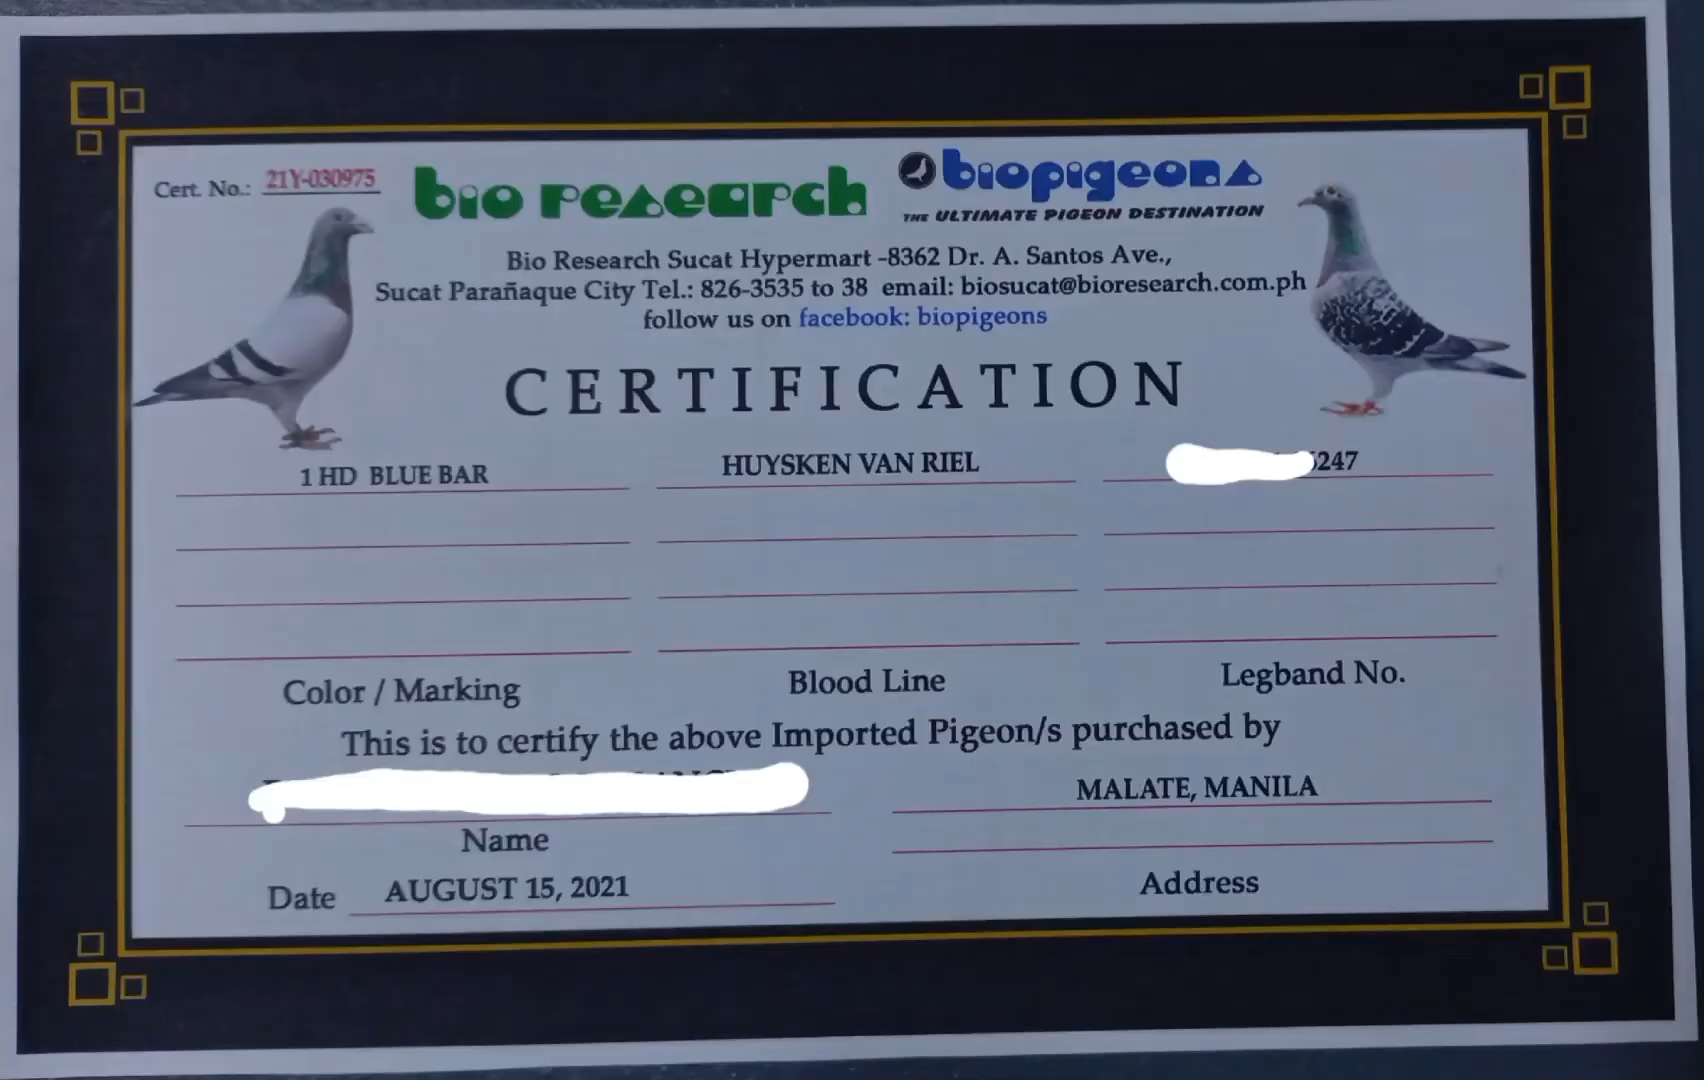 Cert. No.: 21Y-030975
bio research
biopigeons
THE ULTIMATE PIGEON DESTINATION
Bio Research Sucat Hypermart -8362 Dr. A. Santos Ave.,
Sucat Parañaque City Tel.: 826-3535 to 38 email: biosucat@bioresearch.com.ph
follow us on facebook: biopigeons
CERTIFICATION
1 HD BLUE BAR HUYSKEN VAN RIEL 247
Color / Marking Blood Line Legband No.
This is to certify the above Imported Pigeon/s purchased by
MALATE, MANILA
Name
Address
Date AUGUST 15, 2021